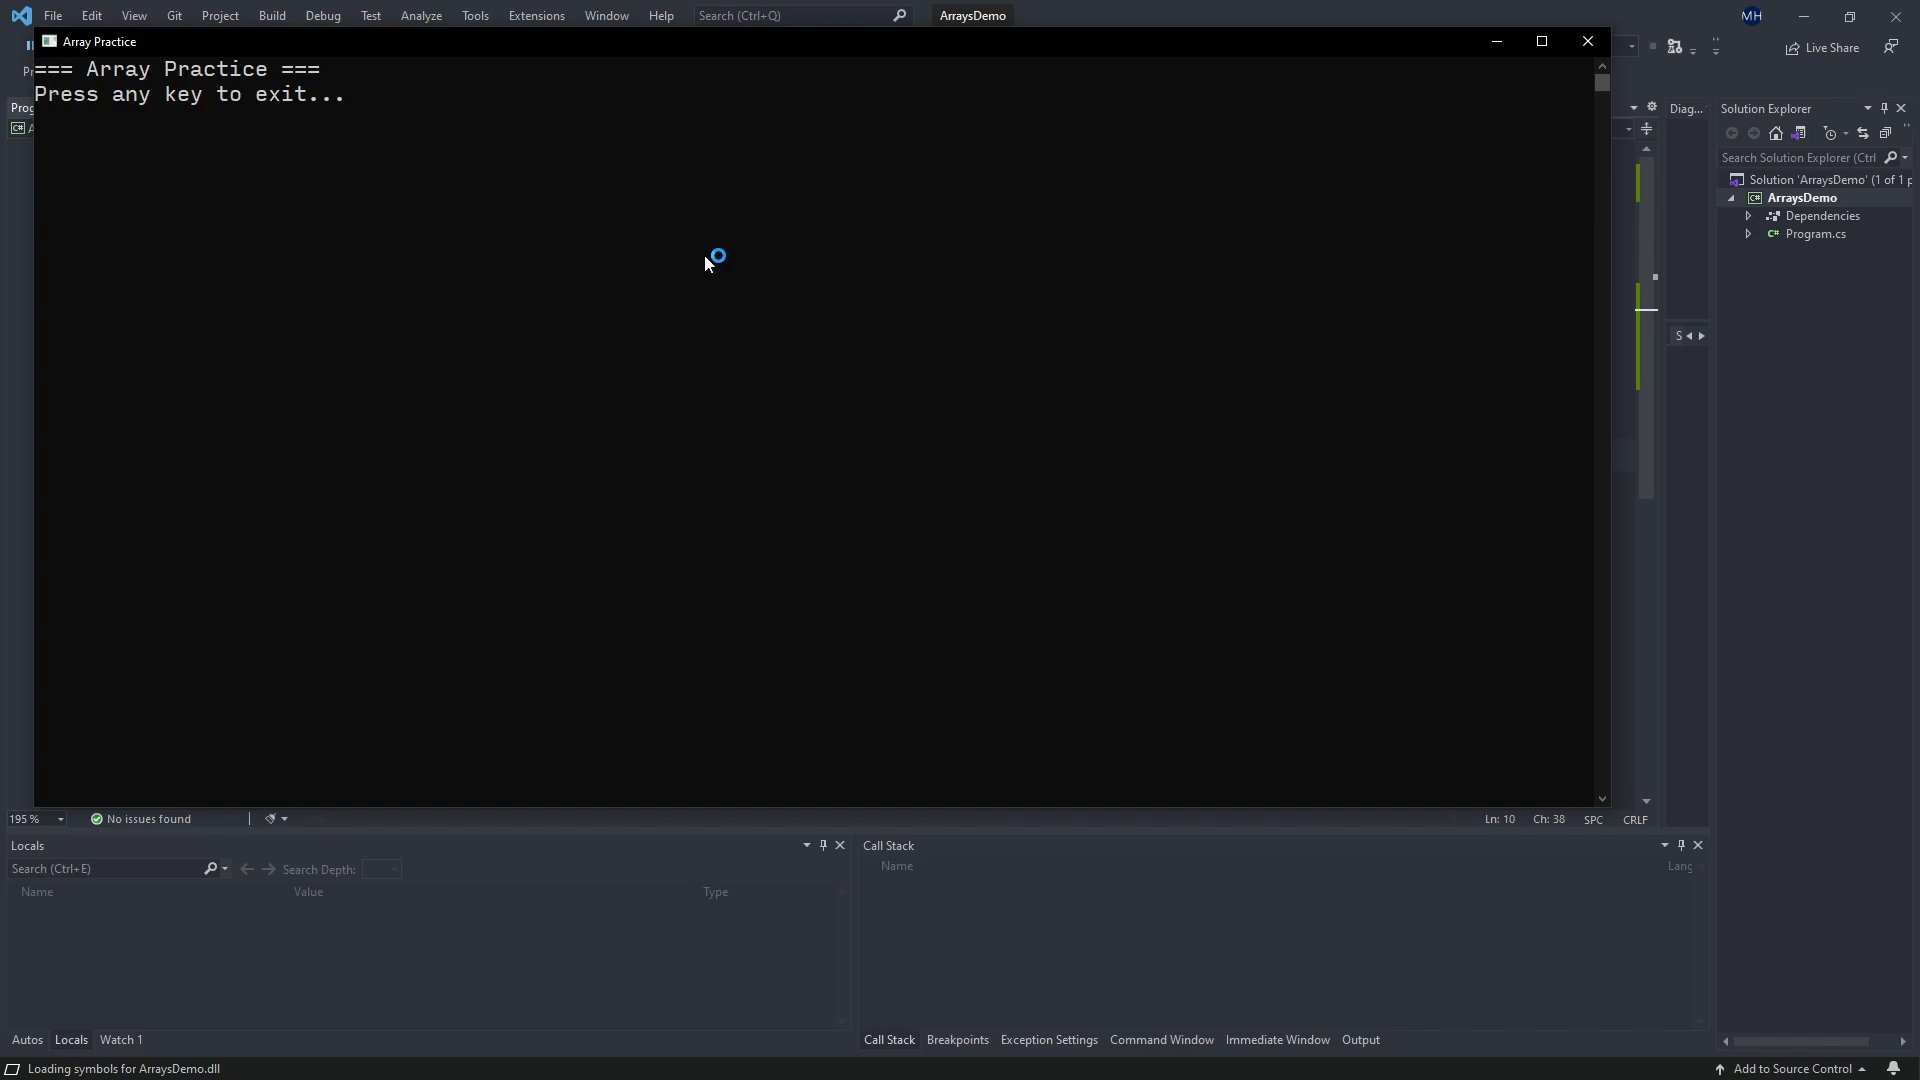 File Edit View Git Project Build Debug Test Analyze Tools Extensions Window Help Search (Ctrl+Q) ArraysDemo MH
Array Practice
Live Share
=== Array Practice ===
Press any key to exit...
Diag... Solution Explorer
Search Solution Explorer (Ctrl
Solution 'ArraysDemo' (1 of 1 p
C# ArraysDemo
Dependencies
C# Program.cs
S
195 % No issues found Ln: 10 Ch: 38 SPC CRLF
Locals Call Stack
Search (Ctrl+E) Search Depth:
Name Value Type Name Lang
Autos Locals Watch 1 Call Stack Breakpoints Exception Settings Command Window Immediate Window Output
Loading symbols for ArraysDemo.dll Add to Source Control